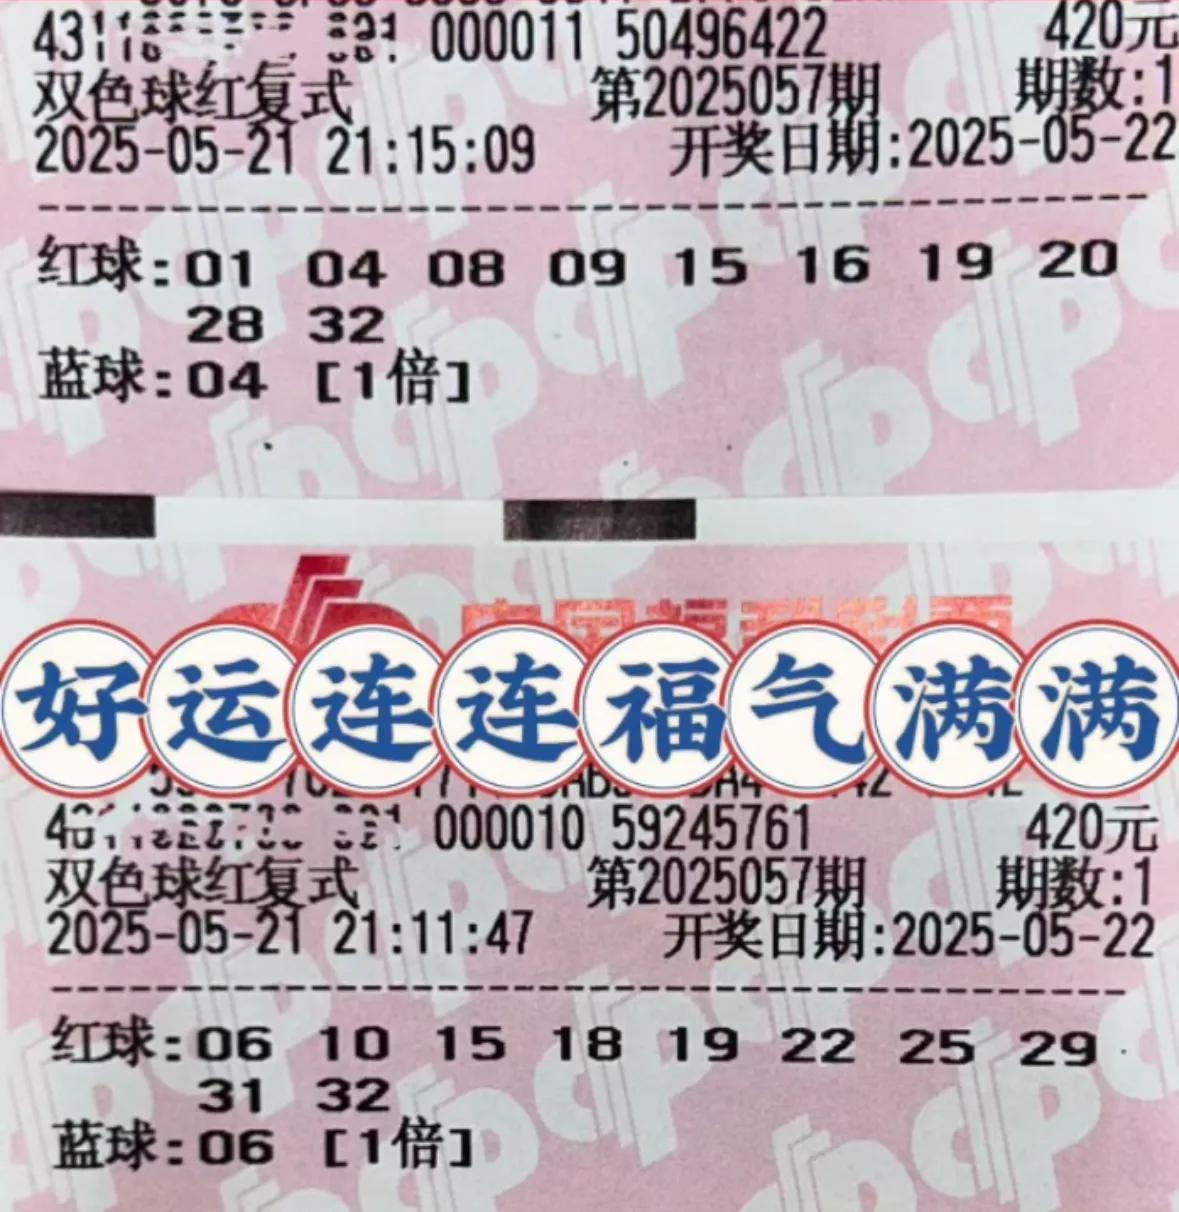 000011 50496422 420元
双色球红复式 第2025057期 期数:1
2025-05-21 21:15:09 开奖日期:2025-05-22
红球:01 04 08 09 15 16 19 20
28 32
蓝球:04 [1倍]
好运连连福气满满
000010 59245761 420元
双色球红复式 第2025057期 期数:1
2025-05-21 21:11:47 开奖日期:2025-05-22
红球:06 10 15 18 19 22 25 29
31 32
蓝球:06 [1倍]